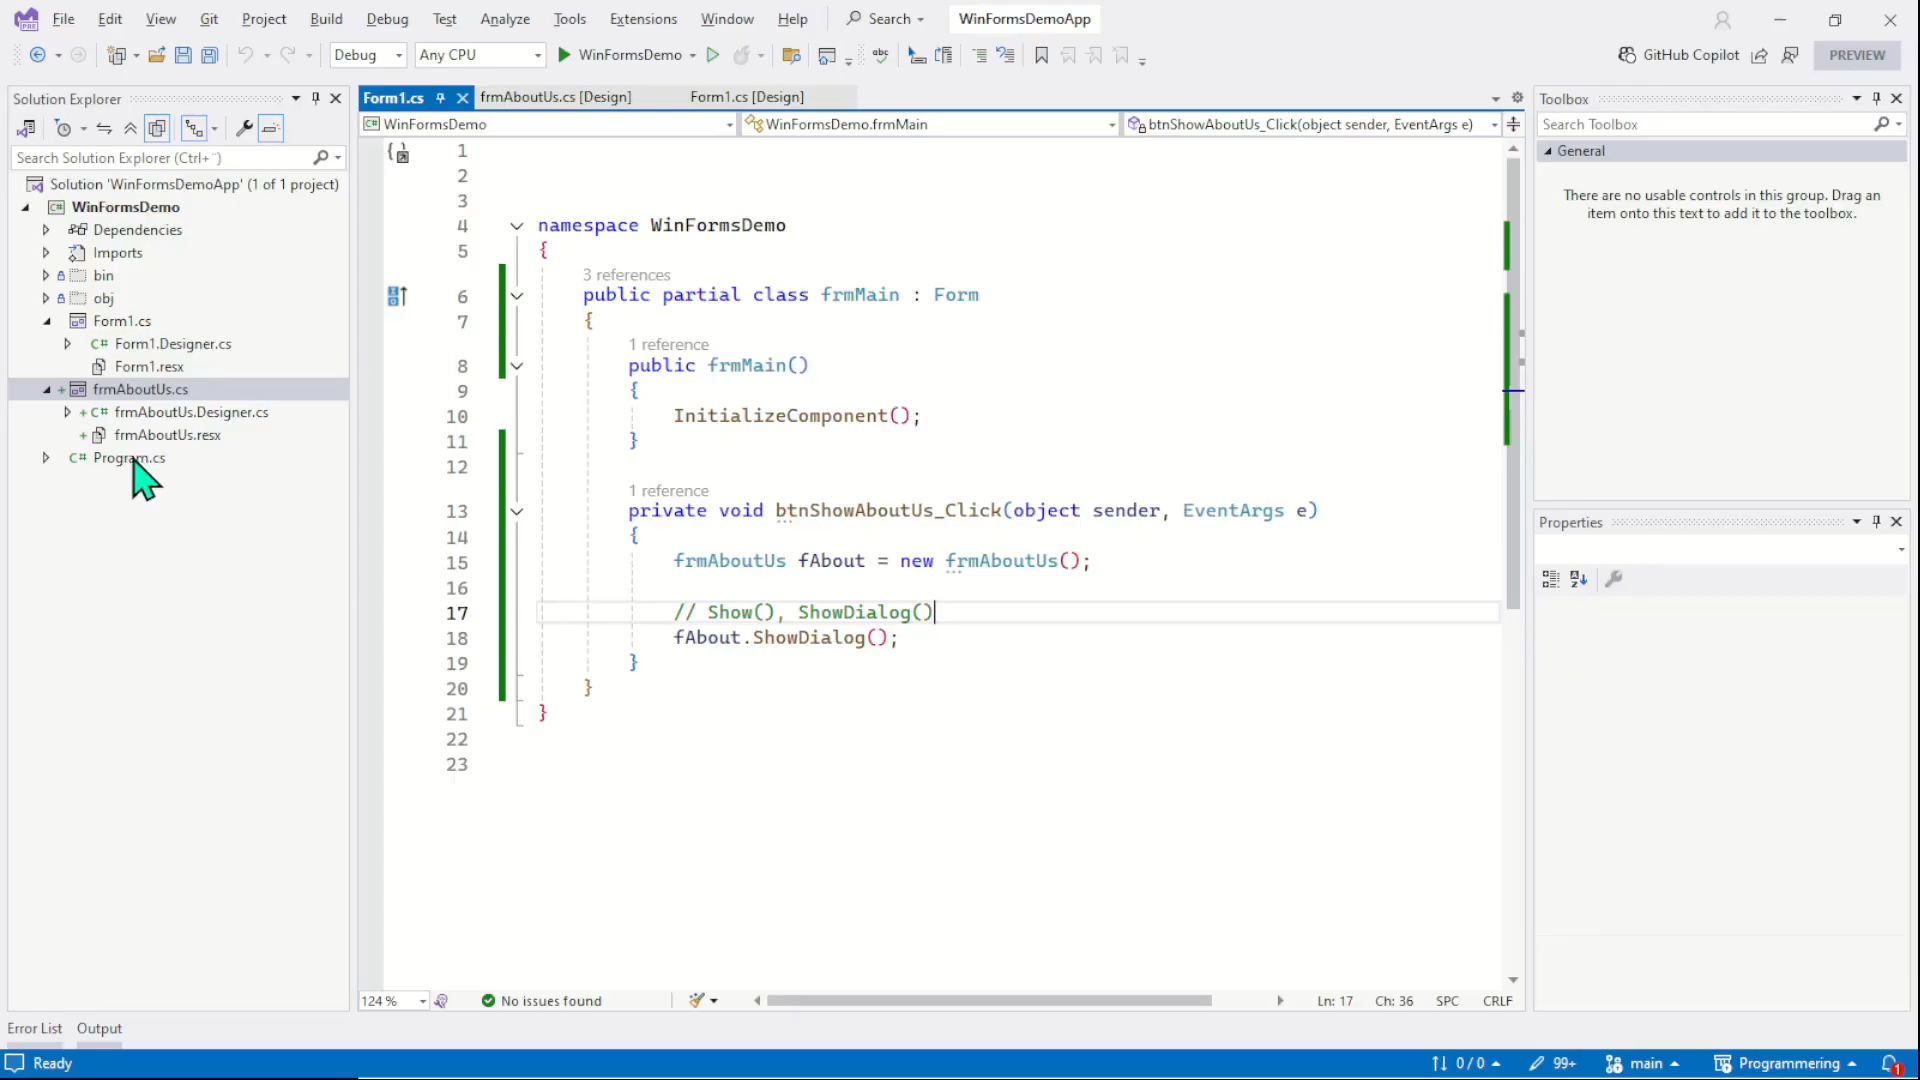 File Edit View Git Project Build Debug Test Analyze Tools Extensions Window Help Search WinFormsDemoApp
Debug Any CPU WinFormsDemo GitHub Copilot PREVIEW
Solution Explorer
Search Solution Explorer (Ctrl+¨)
Solution 'WinFormsDemoApp' (1 of 1 project)
WinFormsDemo
Dependencies
Imports
bin
obj
Form1.cs
C# Form1.Designer.cs
Form1.resx
+ frmAboutUs.cs
+ C# frmAboutUs.Designer.cs
+ frmAboutUs.resx
C# Program.cs
Form1.cs frmAboutUs.cs [Design] Form1.cs [Design]
WinFormsDemo WinFormsDemo.frmMain btnShowAboutUs_Click(object sender, EventArgs e)
1
2
3
4 namespace WinFormsDemo
5 {
3 references
6 public partial class frmMain : Form
7 {
1 reference
8 public frmMain()
9 {
10 InitializeComponent();
11 }
12
1 reference
13 private void btnShowAboutUs_Click(object sender, EventArgs e)
14 {
15 frmAboutUs fAbout = new frmAboutUs();
16
17 // Show(), ShowDialog()
18 fAbout.ShowDialog();
19 }
20 }
21 }
22
23
124 % No issues found Ln: 17 Ch: 36 SPC CRLF
Toolbox
Search Toolbox
General
There are no usable controls in this group. Drag an
item onto this text to add it to the toolbox.
Properties
Error List Output
Ready 0 / 0 99+ main Programming 1